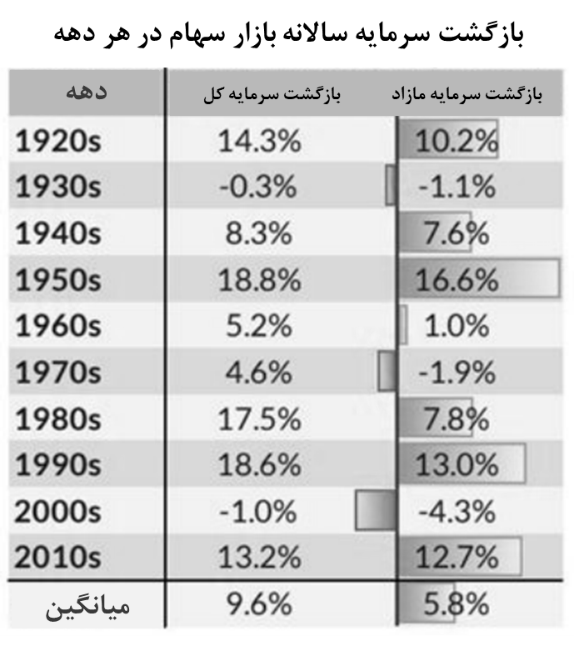 بازگشت سرمایه سالانه بازار سهام در هر دهه
دهه بازگشت سرمایه کل بازگشت سرمایه مازاد
1920s 14.3% 10.2%
1930s -0.3% -1.1%
1940s 8.3% 7.6%
1950s 18.8% 16.6%
1960s 5.2% 1.0%
1970s 4.6% -1.9%
1980s 17.5% 7.8%
1990s 18.6% 13.0%
2000s -1.0% -4.3%
2010s 13.2% 12.7%
میانگین 9.6% 5.8%